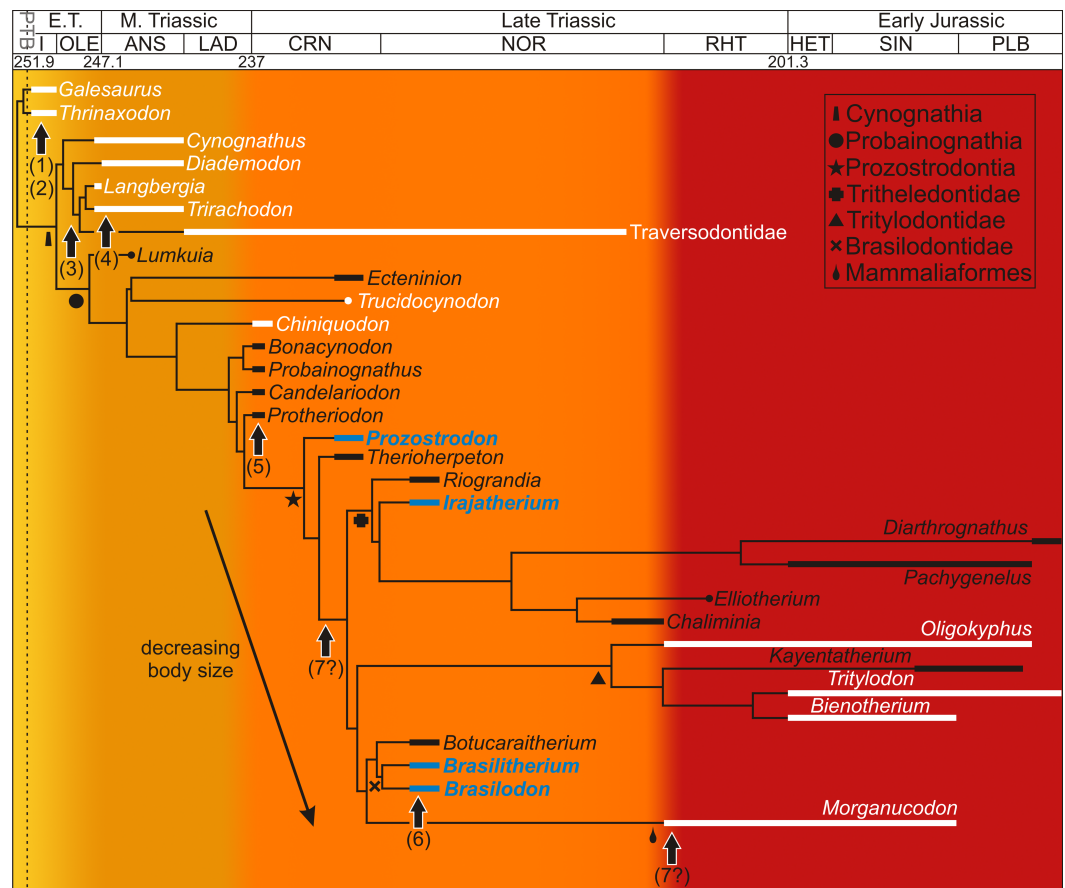 PTB
E.T.
M. Triassic
Late Triassic
Early Jurassic
I
OLE
ANS
LAD
CRN
NOR
RHT
HET
SIN
PLB
251.9
247.1
237
201.3
Galesaurus
Thrinaxodon
(1)
(2)
Cynognathus
Diademodon
Langbergia
Trirachodon
Traversodontidae
(3)
(4)
Lumkuia
Ecteninion
Trucidocynodon
Chiniquodon
Bonacynodon
Probainognathus
Candelariodon
Protheriodon
(5)
Prozostrodon
Therioherpeton
Riograndia
Irajatherium
Diarthrognathus
Pachygenelus
Elliotherium
Chaliminia
Oligokyphus
Kayentatherium
Tritylodon
Bienotherium
(7?)
decreasing
body size
Botucaraitherium
Brasilitherium
Brasilodon
(6)
Morganucodon
(7?)
Cynognathia
Probainognathia
Prozostrodontia
Tritheledontidae
Tritylodontidae
Brasilodontidae
Mammaliaformes